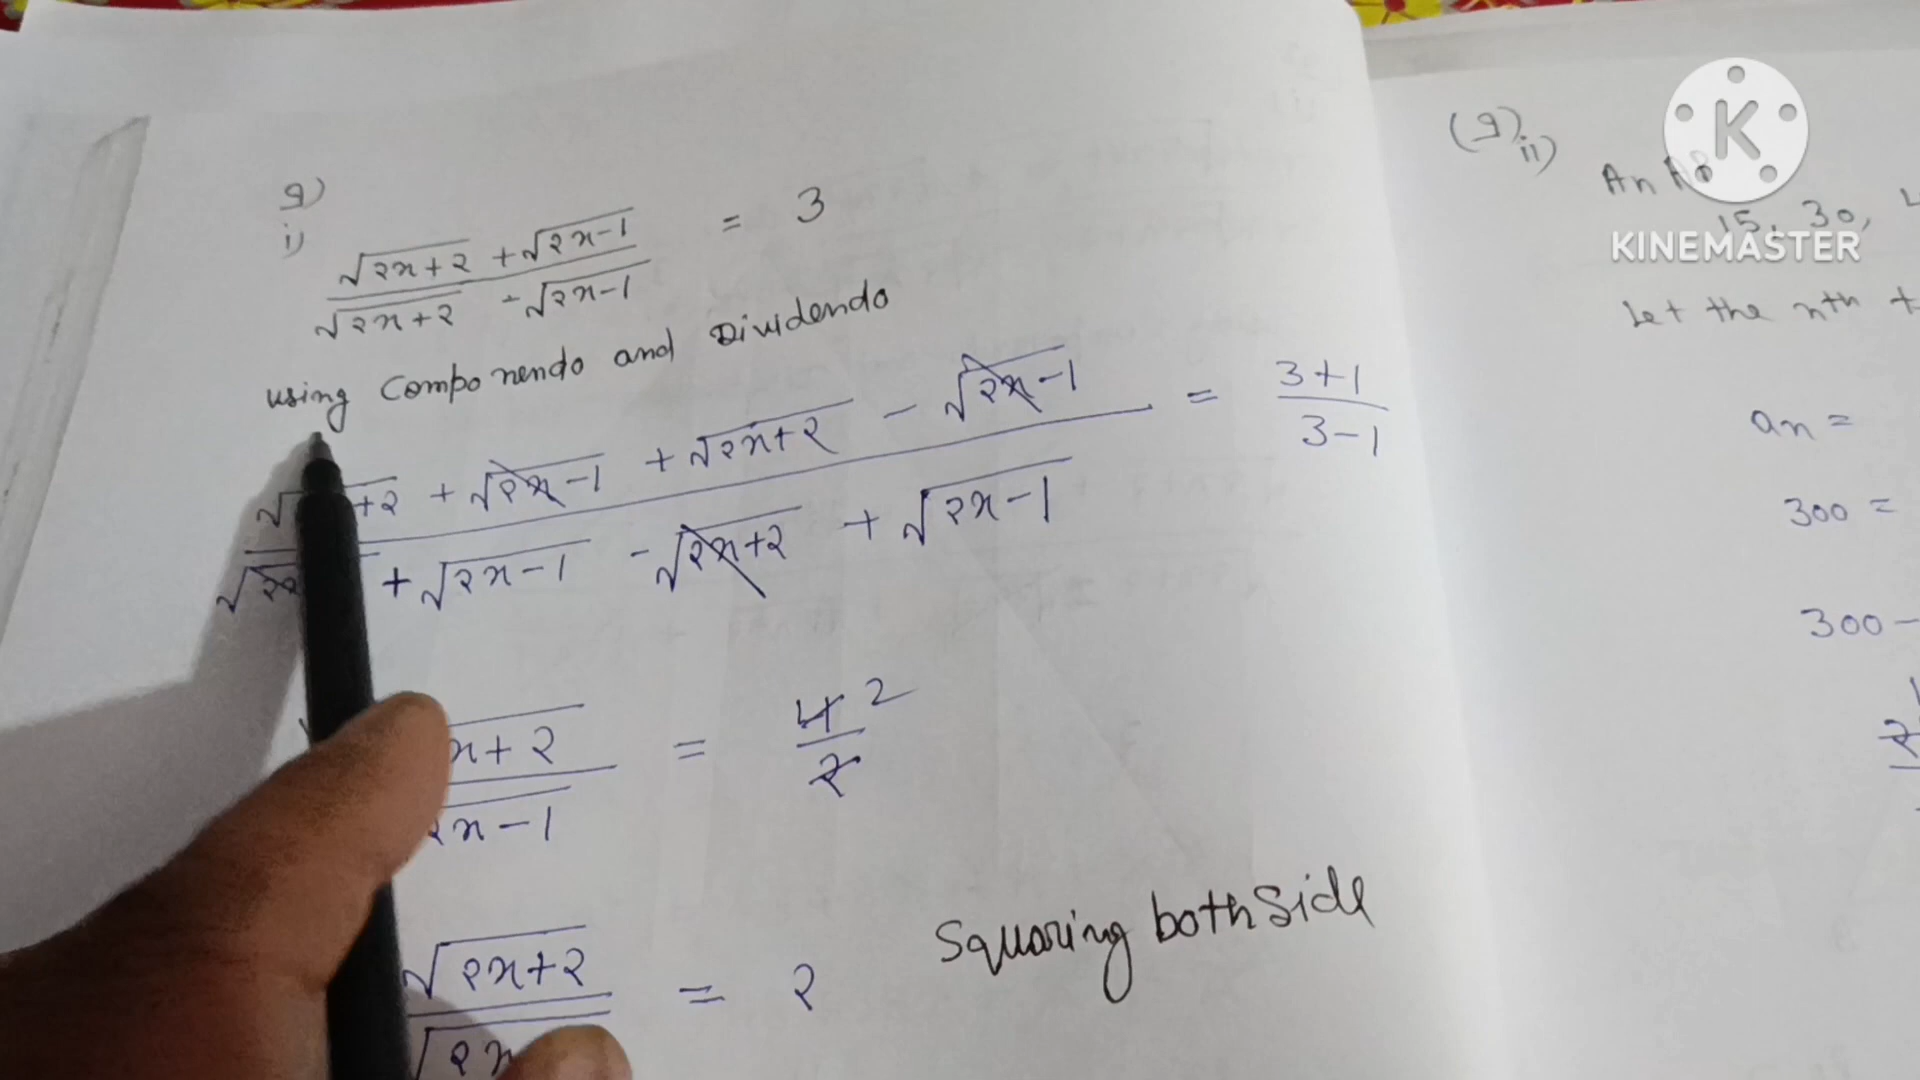 9)
i) √2x+2 + √2x-1 = 3
√2x+2 - √2x-1
using Componendo and Dividendo
√ +2 + √2x-1 + √2x+2 - √2x-1 = 3+1
√ + √2x-1 - √2x+2 + √2x-1 3-1
x+2 = 4 2
2x-1 2
√2x+2 = 2 Squaring both Side
√2x
(9) ii)
An AP
15, 30,
Let the nth
an =
300 =
300 -
K
KINEMASTER